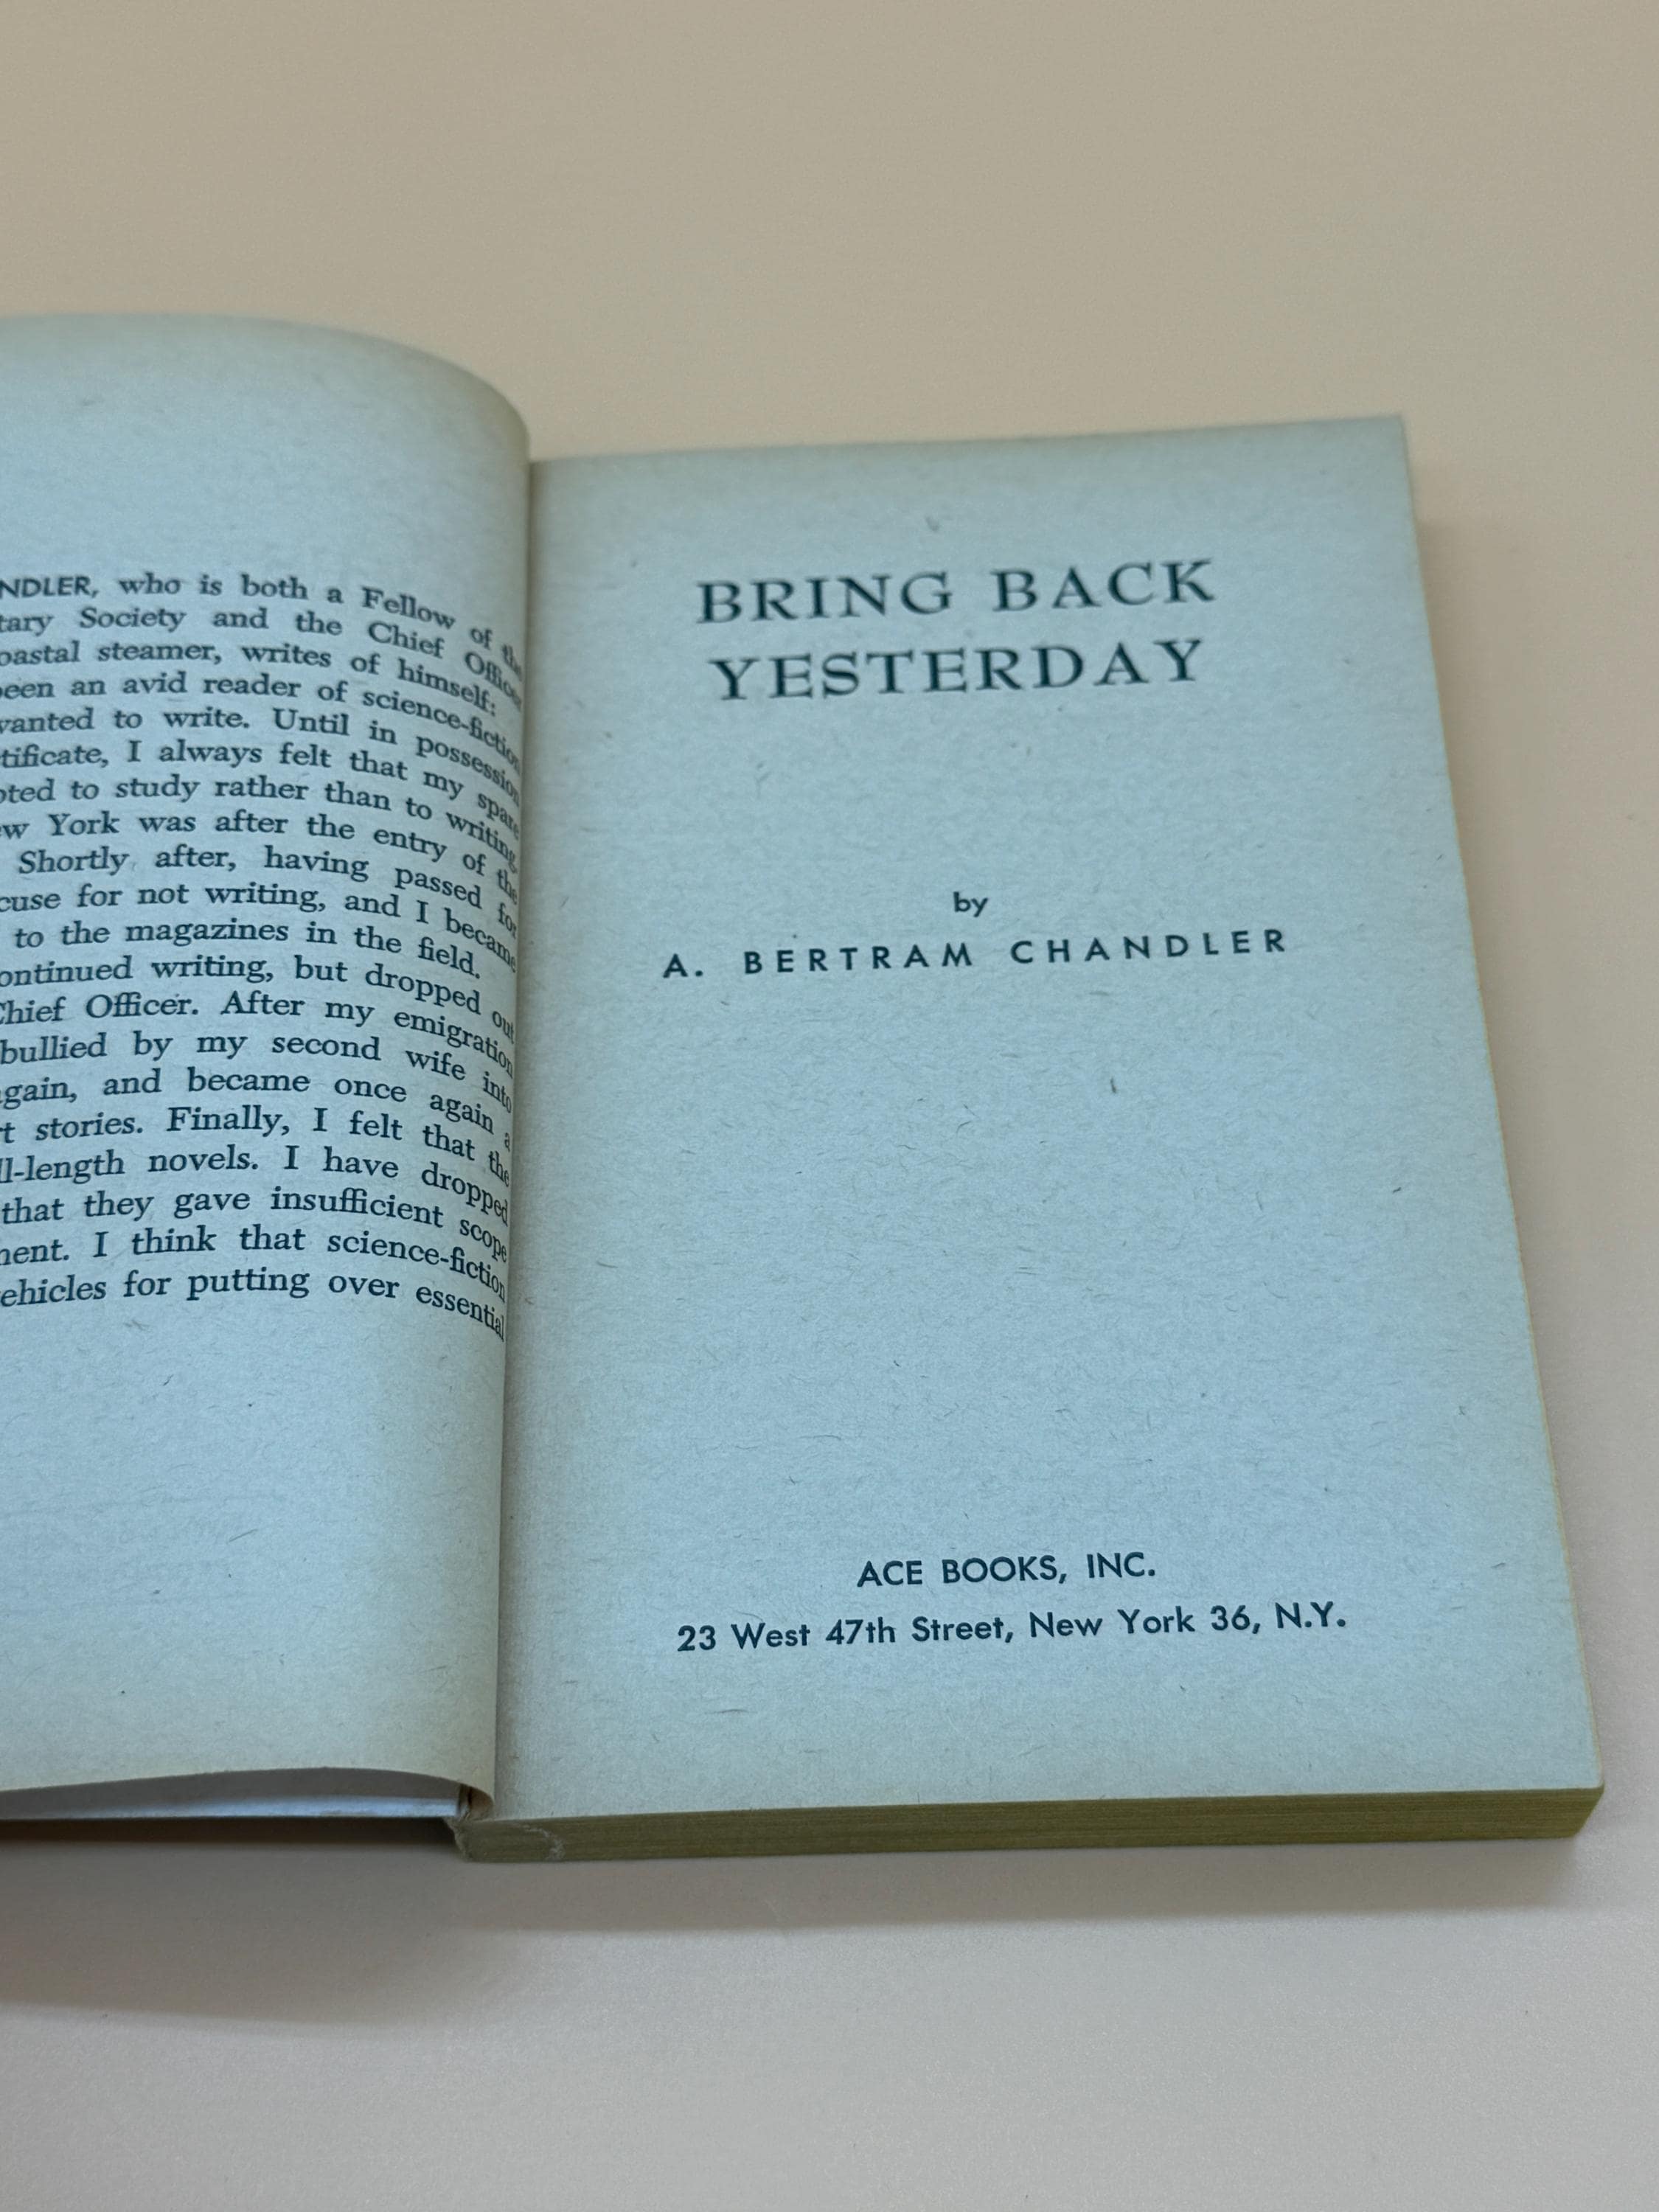 NDLER, who is both a Fellow of the
tary Society and the Chief Officer
oastal steamer, writes of himself:
een an avid reader of science-fiction
wanted to write. Until in possession
tificate, I always felt that my spare
oted to study rather than to writing.
w York was after the entry of the
Shortly after, having passed for
cuse for not writing, and I became
to the magazines in the field.
ontinued writing, but dropped out
Chief Officer. After my emigration
bullied by my second wife into
gain, and became once again a
t stories. Finally, I felt that the
ll-length novels. I have dropped
that they gave insufficient scope
ment. I think that science-fiction
ehicles for putting over essential
BRING BACK
YESTERDAY
by
A. BERTRAM CHANDLER
ACE BOOKS, INC.
23 West 47th Street, New York 36, N.Y.